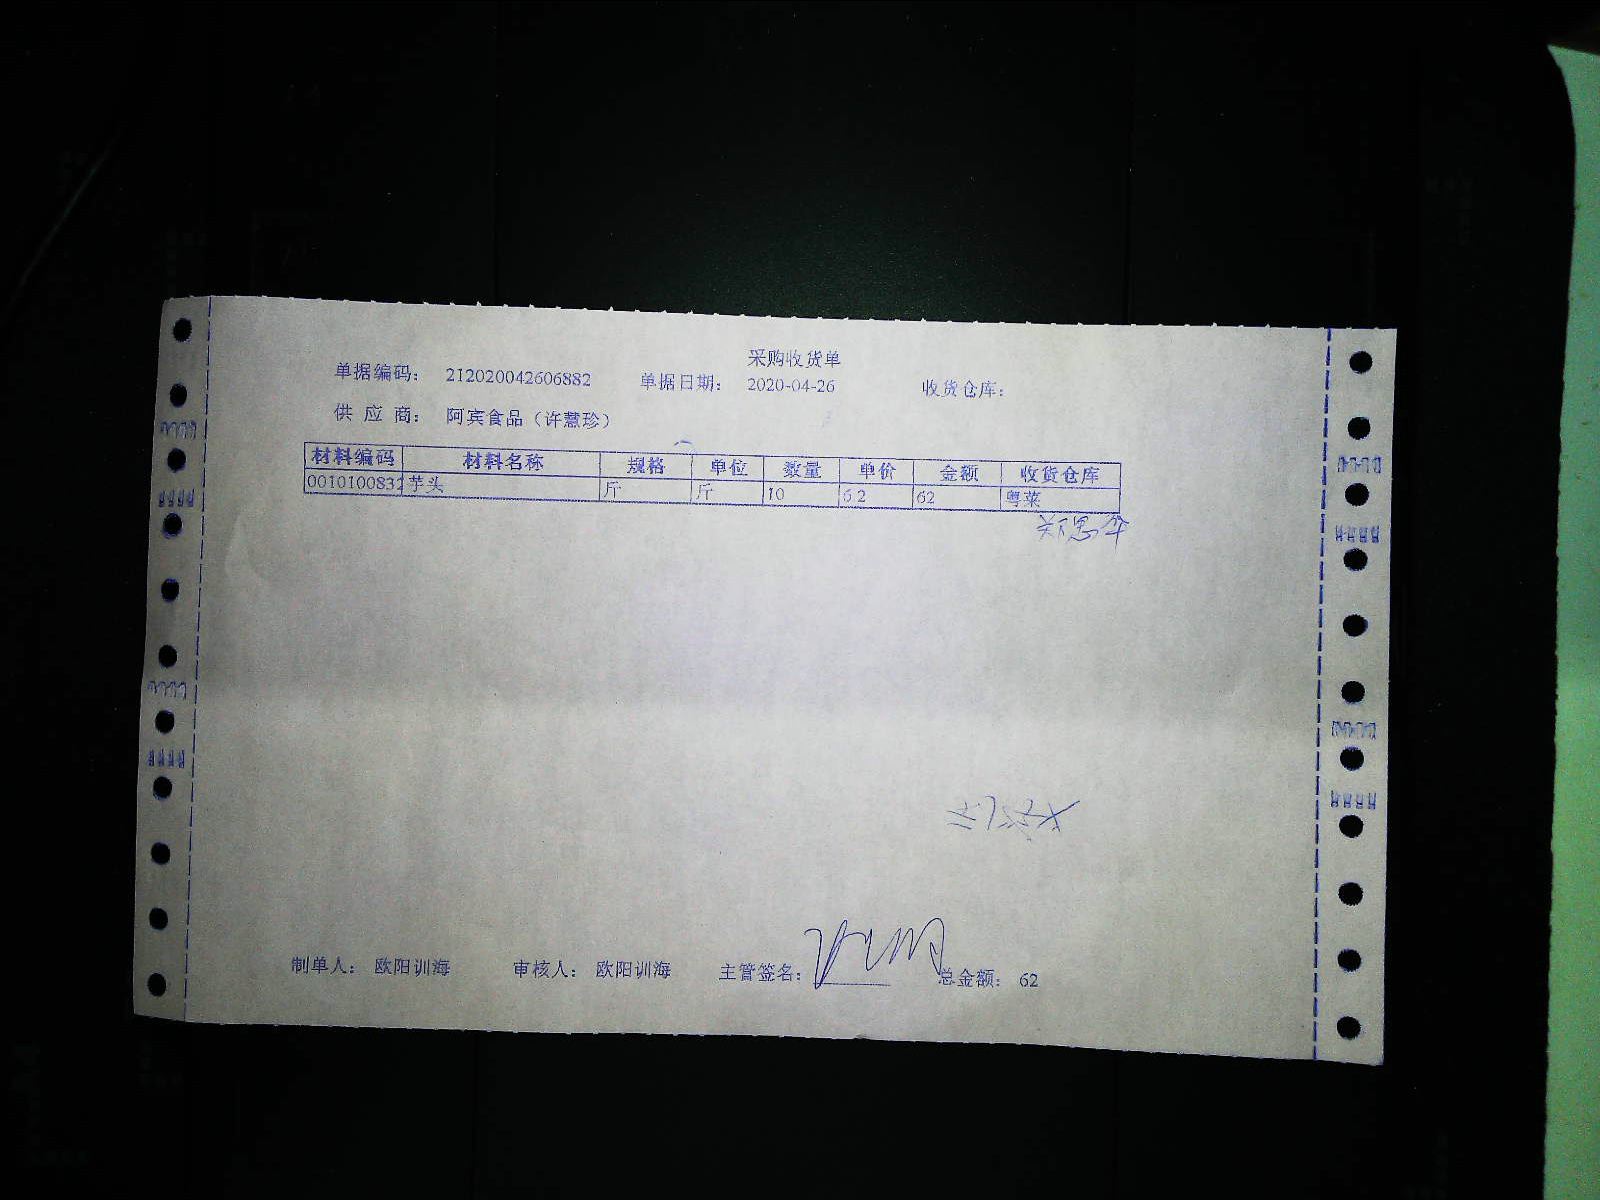 采购收货单
单据编码： 212020042606882 单据日期： 2020-04-26 收货仓库：
供 应 商： 阿宾食品（许慧珍）
材料编码 材料名称 规格 单位 数量 单价 金额 收货仓库
0010100832 芋头 斤 斤 10 6.2 62 粤菜
制单人： 欧阳训海 审核人： 欧阳训海 主管签名： 总金额： 62